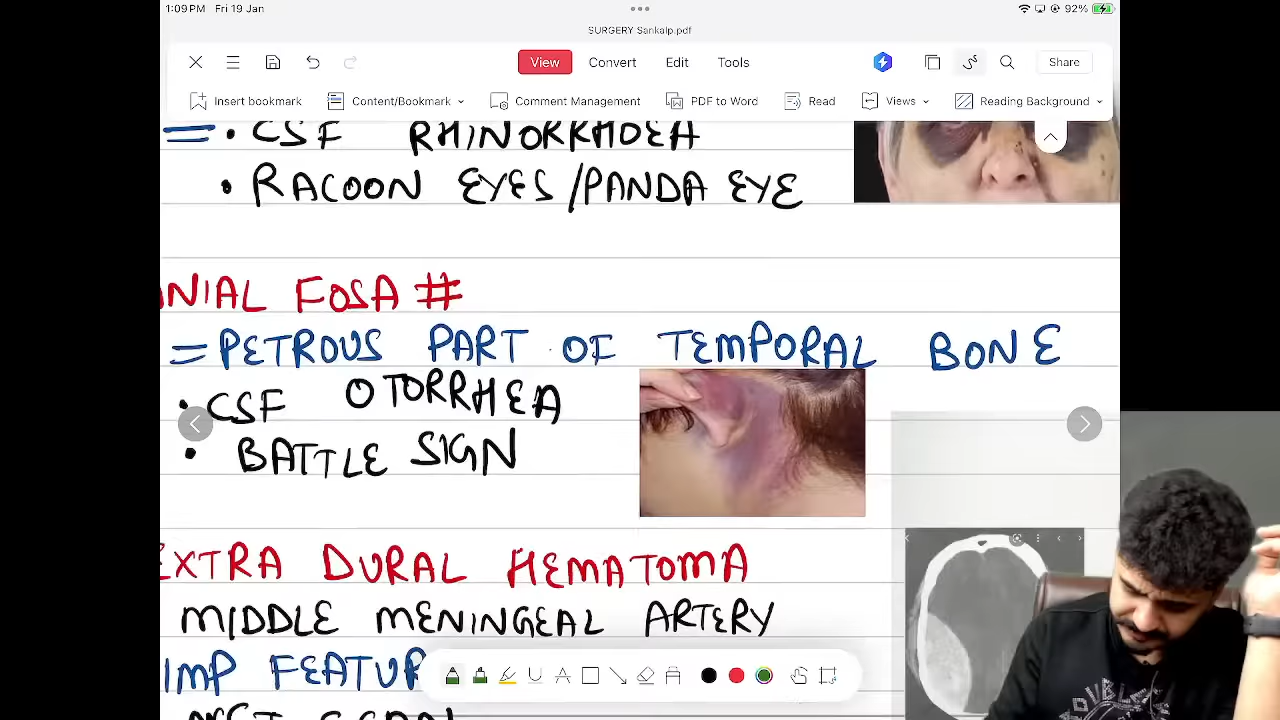 1:09 PM Fri 19 Jan
92%
SURGERY Sankalp.pdf
View Convert Edit Tools Share
Insert bookmark Content/Bookmark Comment Management PDF to Word Read Views Reading Background
= • CSF RHINORRHOEA
• RACOON EYES/PANDA EYE
NIAL FOSA #
= PETROUS PART OF TEMPORAL BONE
• CSF OTORRHEA
• BATTLE SIGN
EXTRA DURAL HEMATOMA
MIDDLE MENINGEAL ARTERY
IMP FEATUR